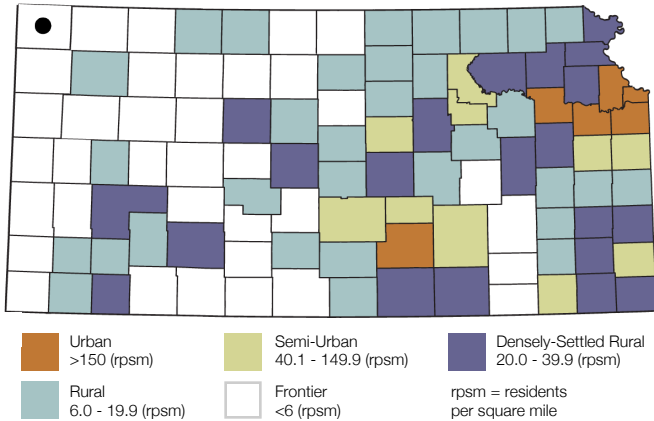 Urban
>150 (rpsm)
Semi-Urban
40.1 - 149.9 (rpsm)
Densely-Settled Rural
20.0 - 39.9 (rpsm)
Rural
6.0 - 19.9 (rpsm)
Frontier
<6 (rpsm)
rpsm = residents
per square mile